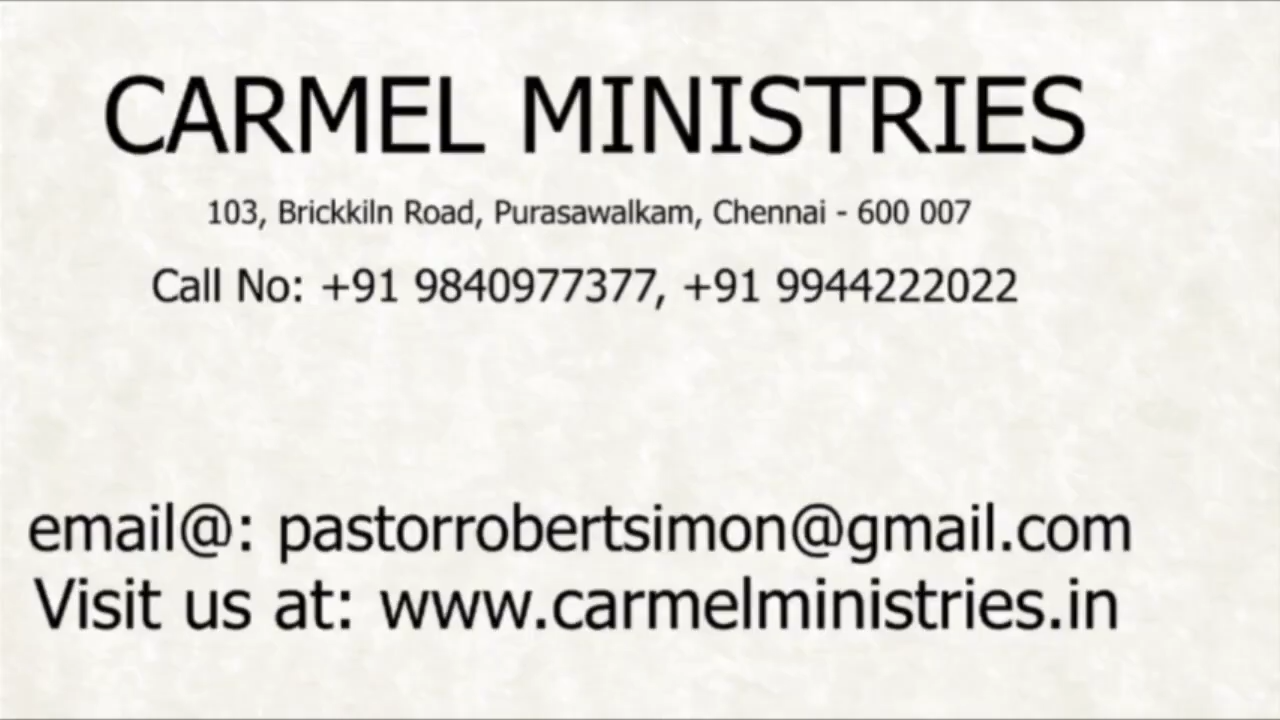 CARMEL MINISTRIES
103, Brickkiln Road, Purasawalkam, Chennai - 600 007
Call No: +91 9840977377, +91 9944222022
email@: pastorrobertsimon@gmail.com
Visit us at: www.carmelministries.in